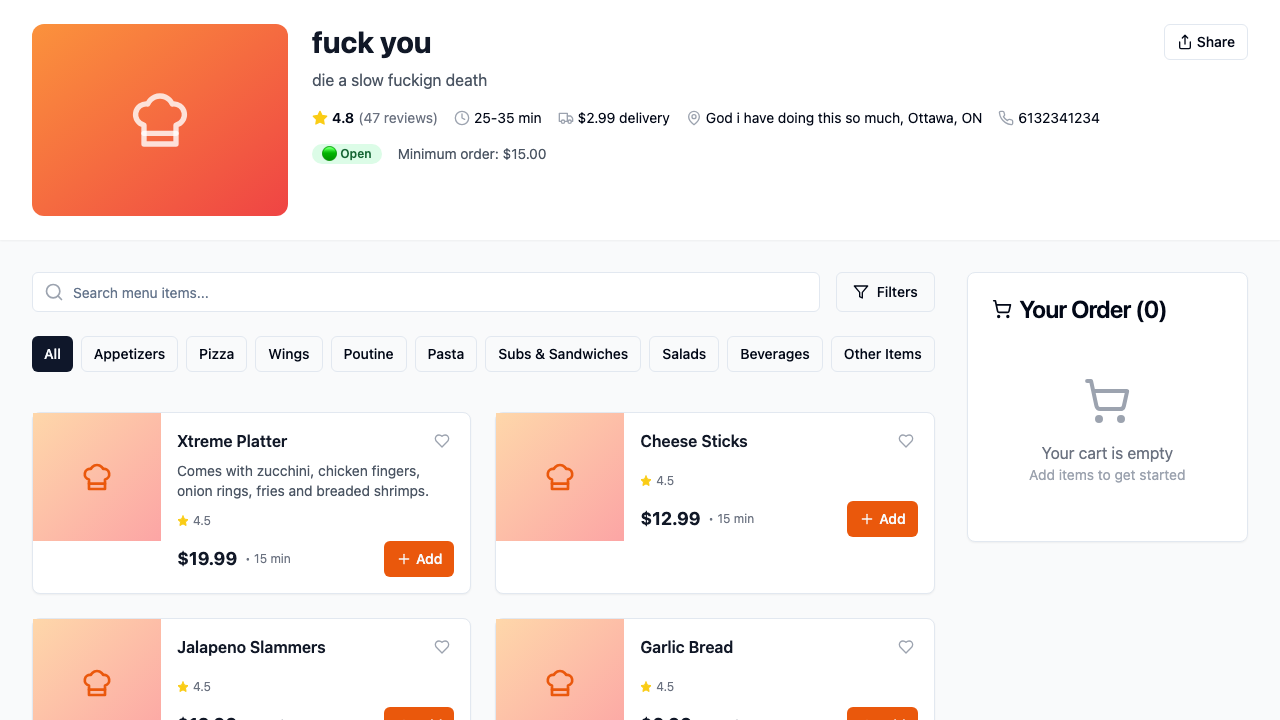 fuck you
Share
die a slow fuckign death
4.8 (47 reviews) 25-35 min $2.99 delivery God i have doing this so much, Ottawa, ON 6132341234
Open Minimum order: $15.00
Search menu items...
Filters
Your Order (0)
All Appetizers Pizza Wings Poutine Pasta Subs & Sandwiches Salads Beverages Other Items
Xtreme Platter
Comes with zucchini, chicken fingers,
onion rings, fries and breaded shrimps.
4.5
$19.99 • 15 min + Add
Cheese Sticks
4.5
$12.99 • 15 min + Add
Your cart is empty
Add items to get started
Jalapeno Slammers
4.5
Garlic Bread
4.5